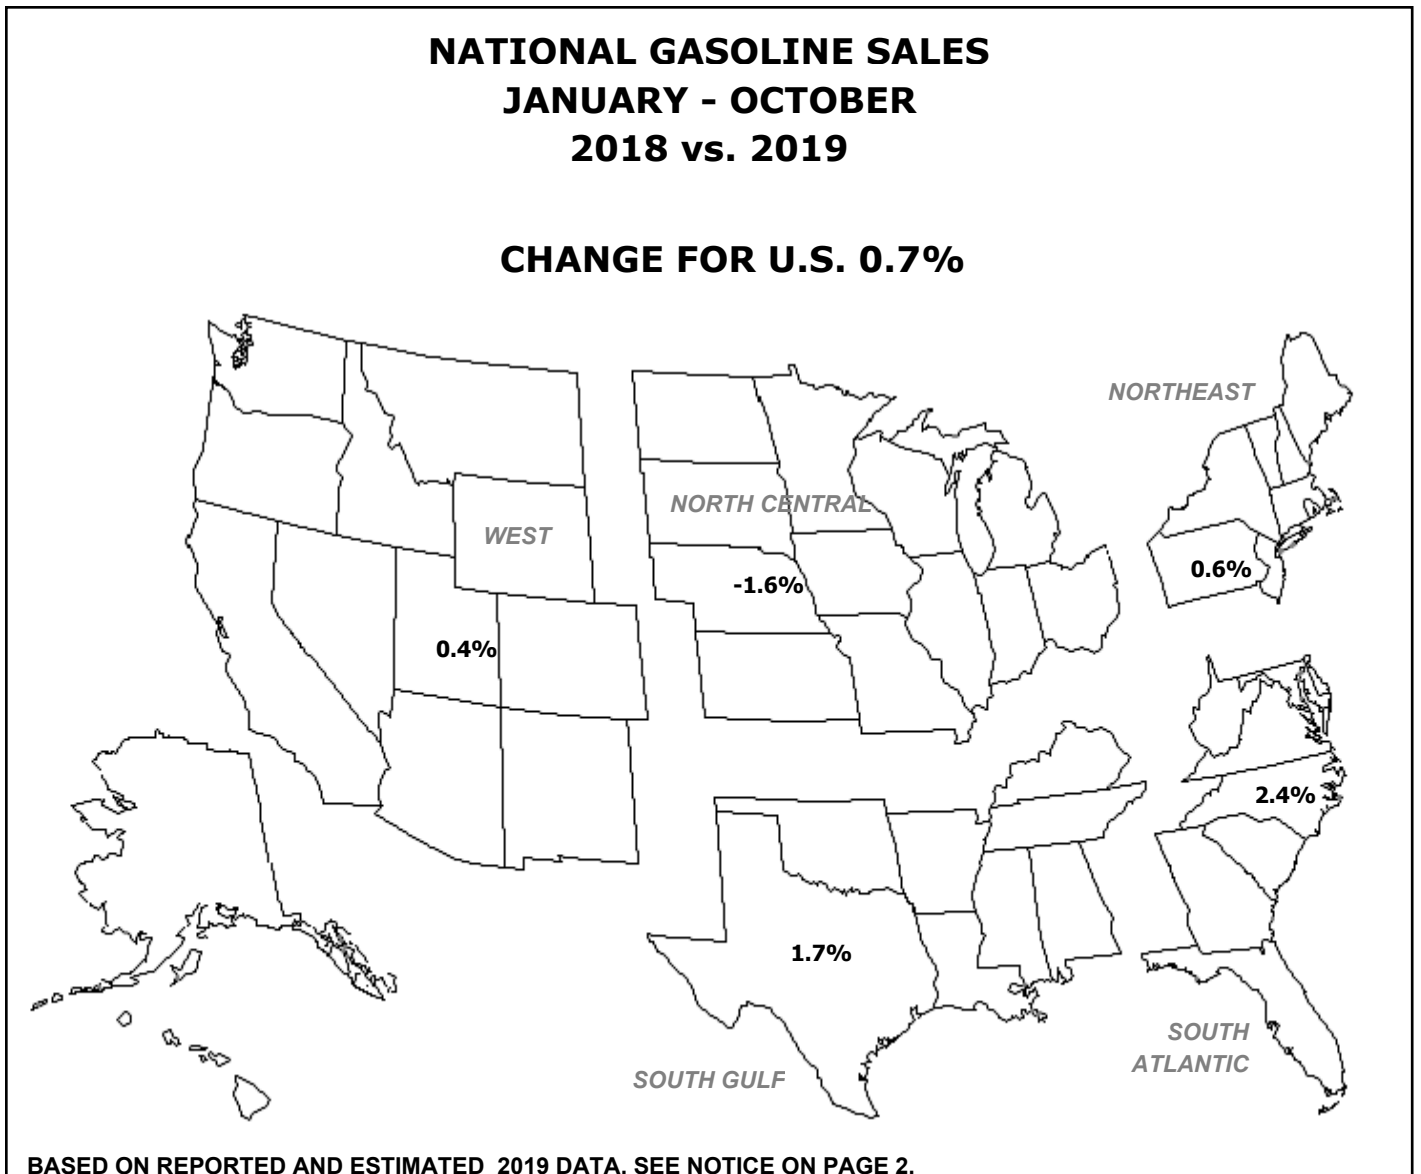 NATIONAL GASOLINE SALES
JANUARY - OCTOBER
2018 vs. 2019
CHANGE FOR U.S. 0.7%
NORTHEAST
NORTH CENTRAL
WEST
0.6%
-1.6%
0.4%
2.4%
1.7%
SOUTH
ATLANTIC
SOUTH GULF
BASED ON REPORTED AND ESTIMATED  2019 DATA. SEE NOTICE ON PAGE 2.